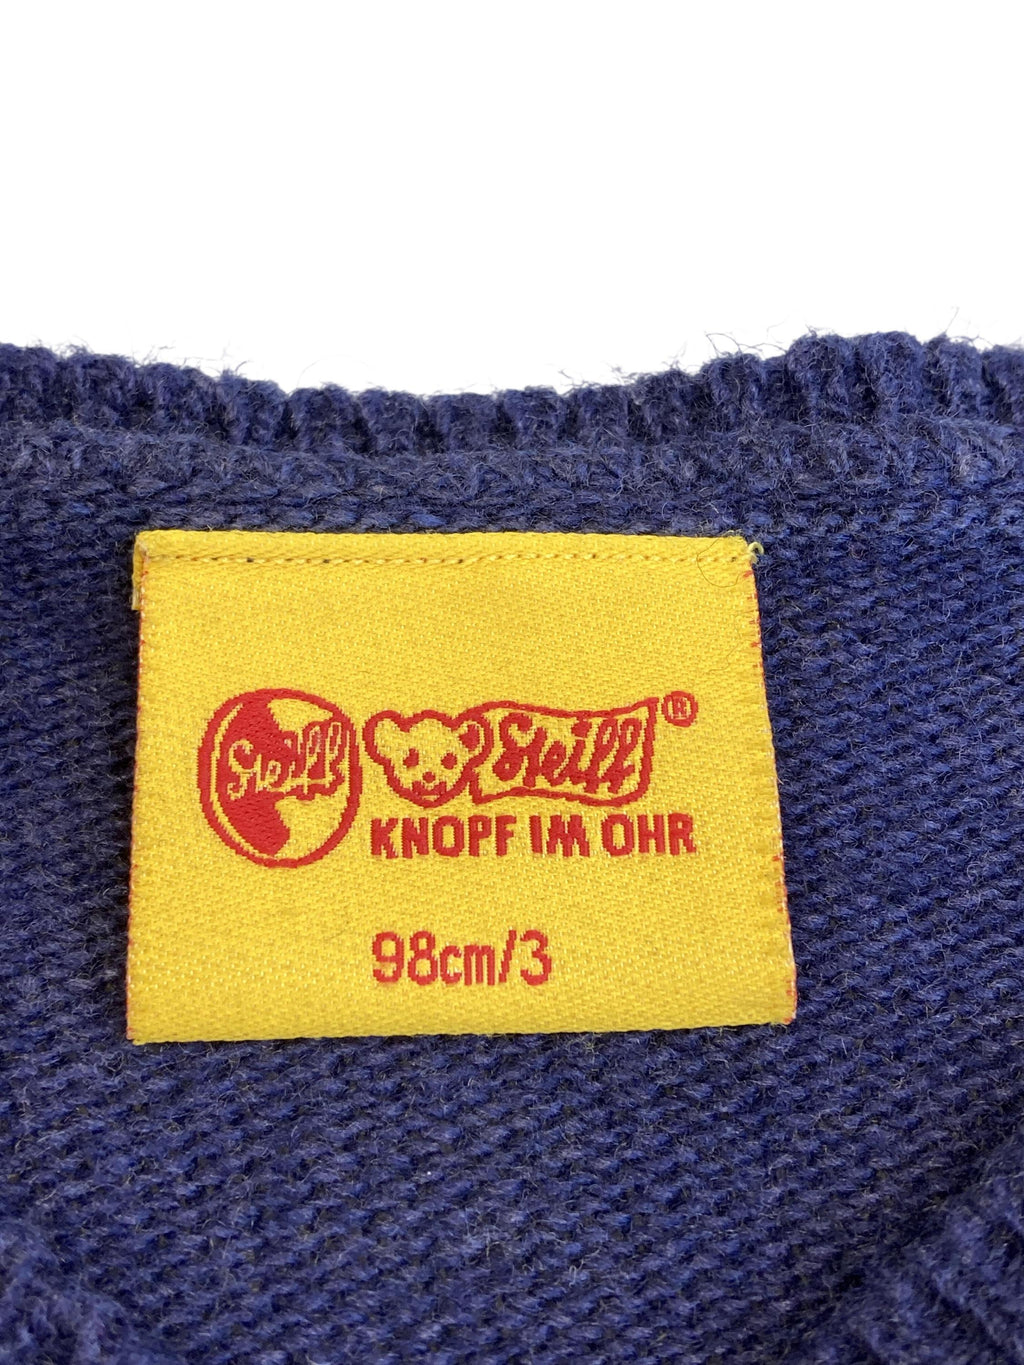 Steiff
Steiff ®
KNOPF IM OHR
98cm/3